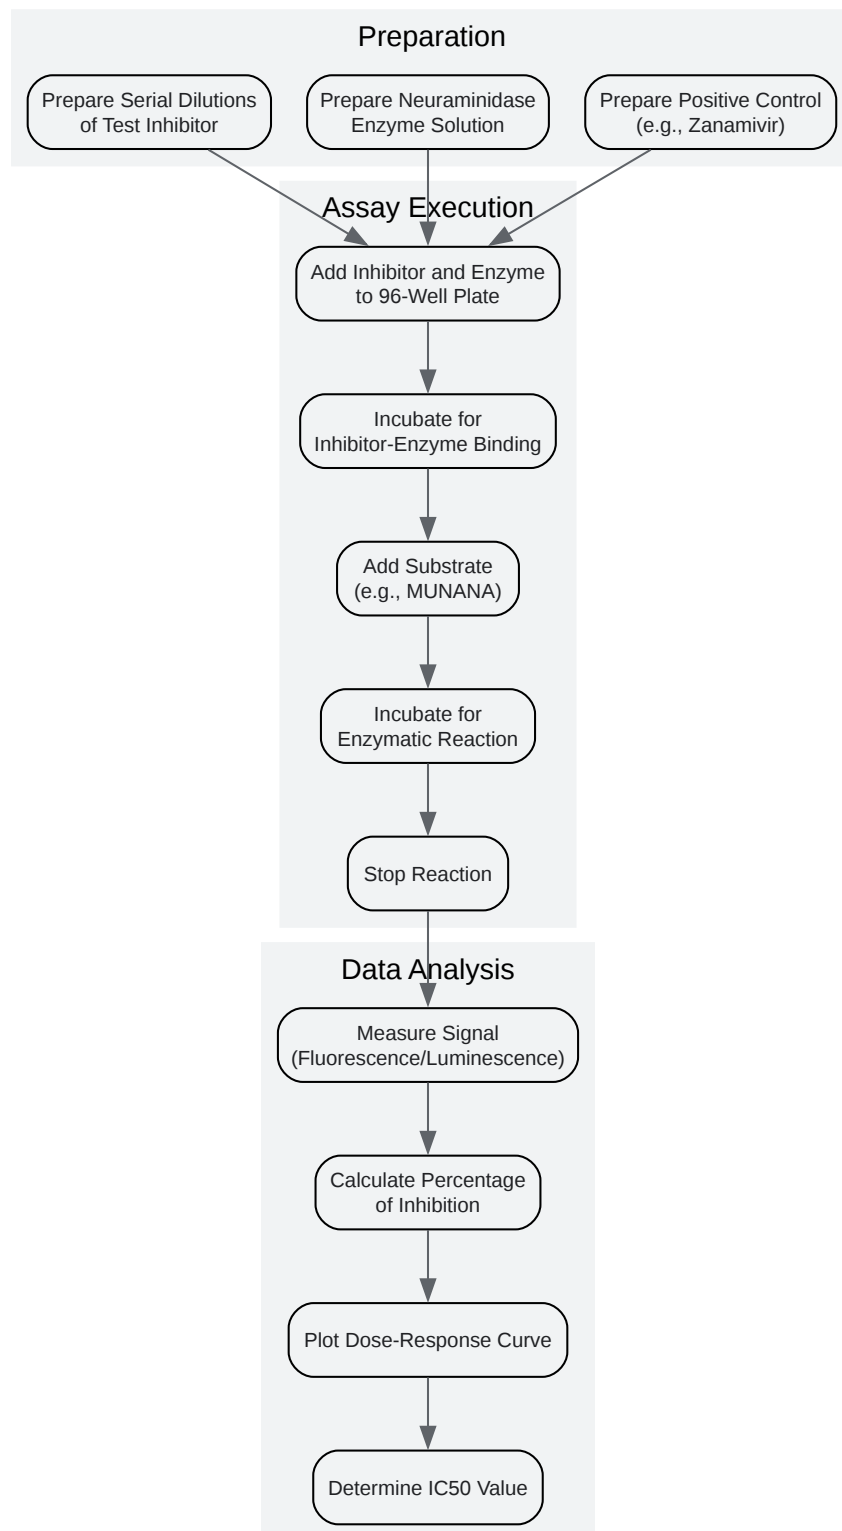 Preparation
Prepare Serial Dilutions
of Test Inhibitor
Prepare Neuraminidase
Enzyme Solution
Prepare Positive Control
(e.g., Zanamivir)
Assay Execution
Add Inhibitor and Enzyme
to 96-Well Plate
Incubate for
Inhibitor-Enzyme Binding
Add Substrate
(e.g., MUNANA)
Incubate for
Enzymatic Reaction
Stop Reaction
Data Analysis
Measure Signal
(Fluorescence/Luminescence)
Calculate Percentage
of Inhibition
Plot Dose-Response Curve
Determine IC50 Value